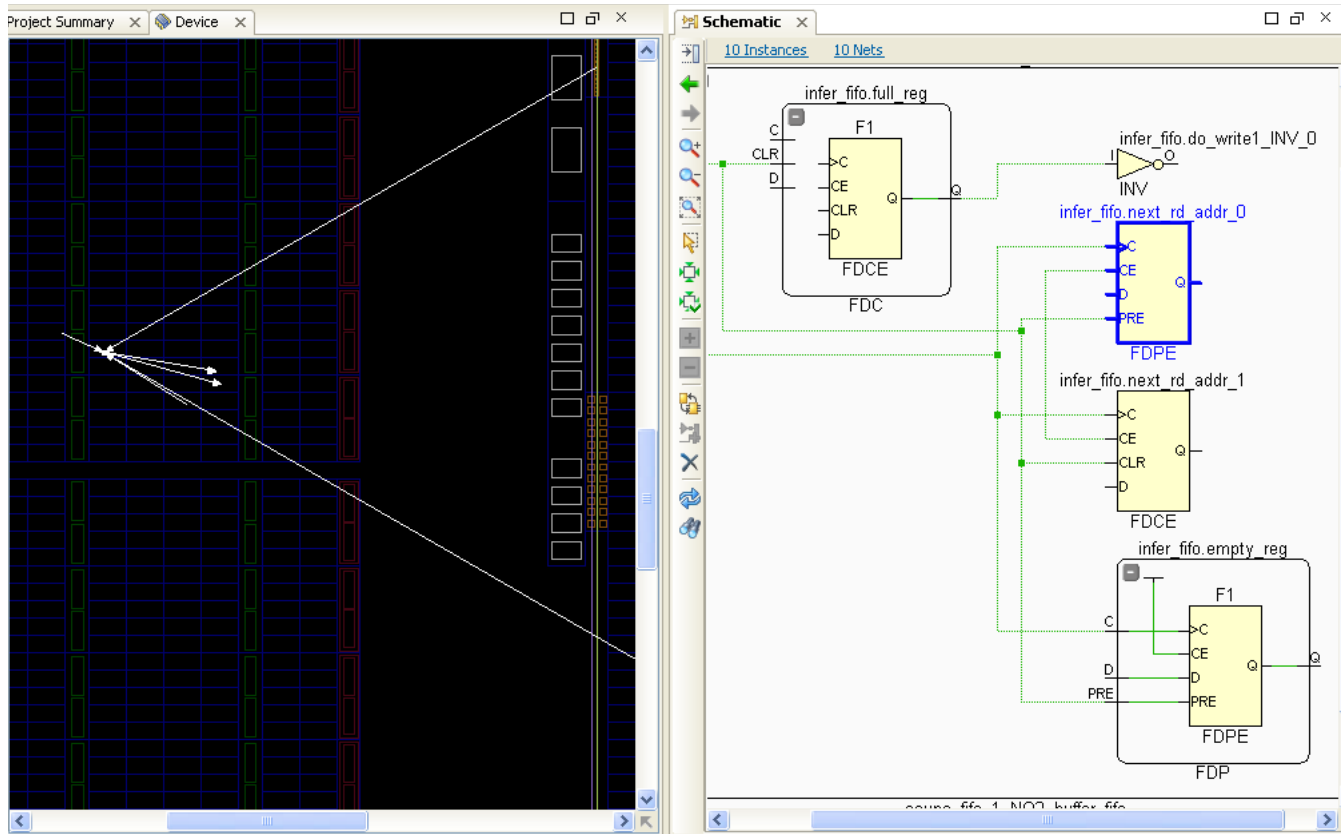 Project Summary
Device
Schematic
10 Instances
10 Nets
infer_fifo.full_reg
F1
C
CLR
D
>C
CE
CLR
D
Q
Q
FDCE
FDC
infer_fifo.do_write1_INV_0
I
O
INV
infer_fifo.next_rd_addr_0
C
CE
D
PRE
Q
FDPE
infer_fifo.next_rd_addr_1
>C
CE
CLR
D
Q
FDCE
infer_fifo.empty_reg
F1
C
D
PRE
>C
CE
D
PRE
Q
Q
FDPE
FDP